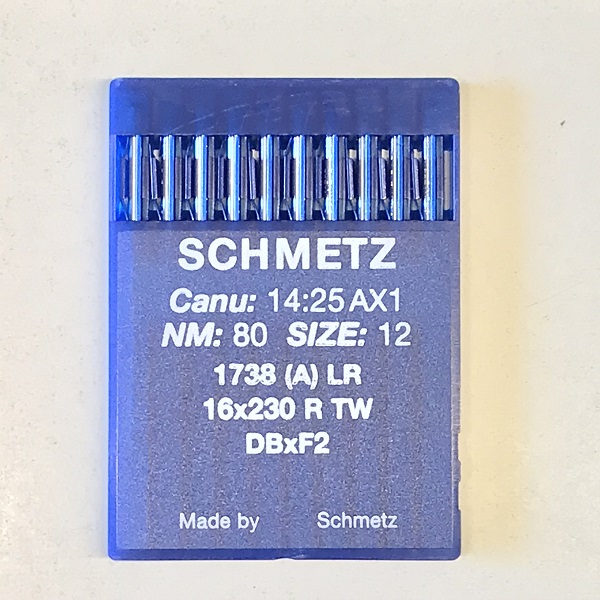 SCHMETZ
Canu: 14:25 AX1
NM: 80 SIZE: 12
1738 (A) LR
16x230 R TW
DBxF2
Made by Schmetz